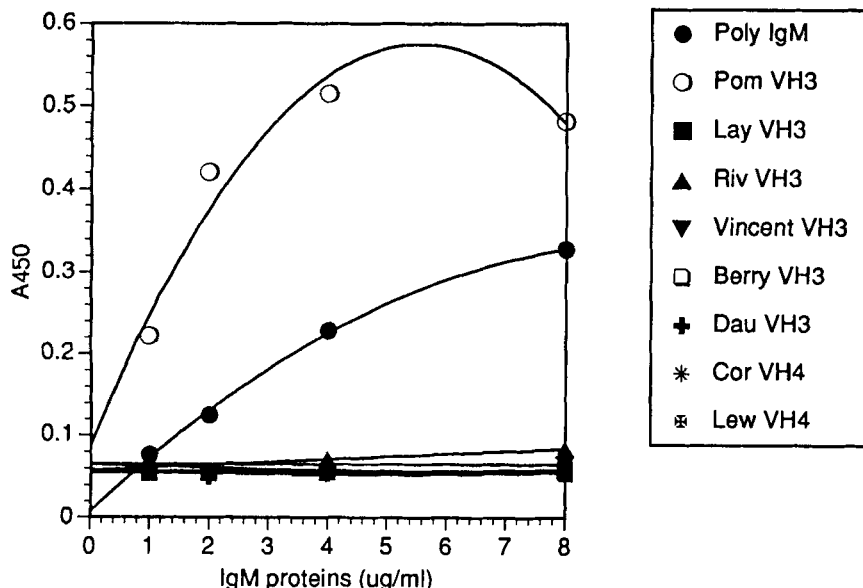 0.6
0.5
0.4
0.3
0.2
0.1
0
A450
0 1 2 3 4 5 6 7 8
IgM proteins (ug/ml)
Poly IgM
Pom VH3
Lay VH3
Riv VH3
Vincent VH3
Berry VH3
Dau VH3
Cor VH4
Lew VH4